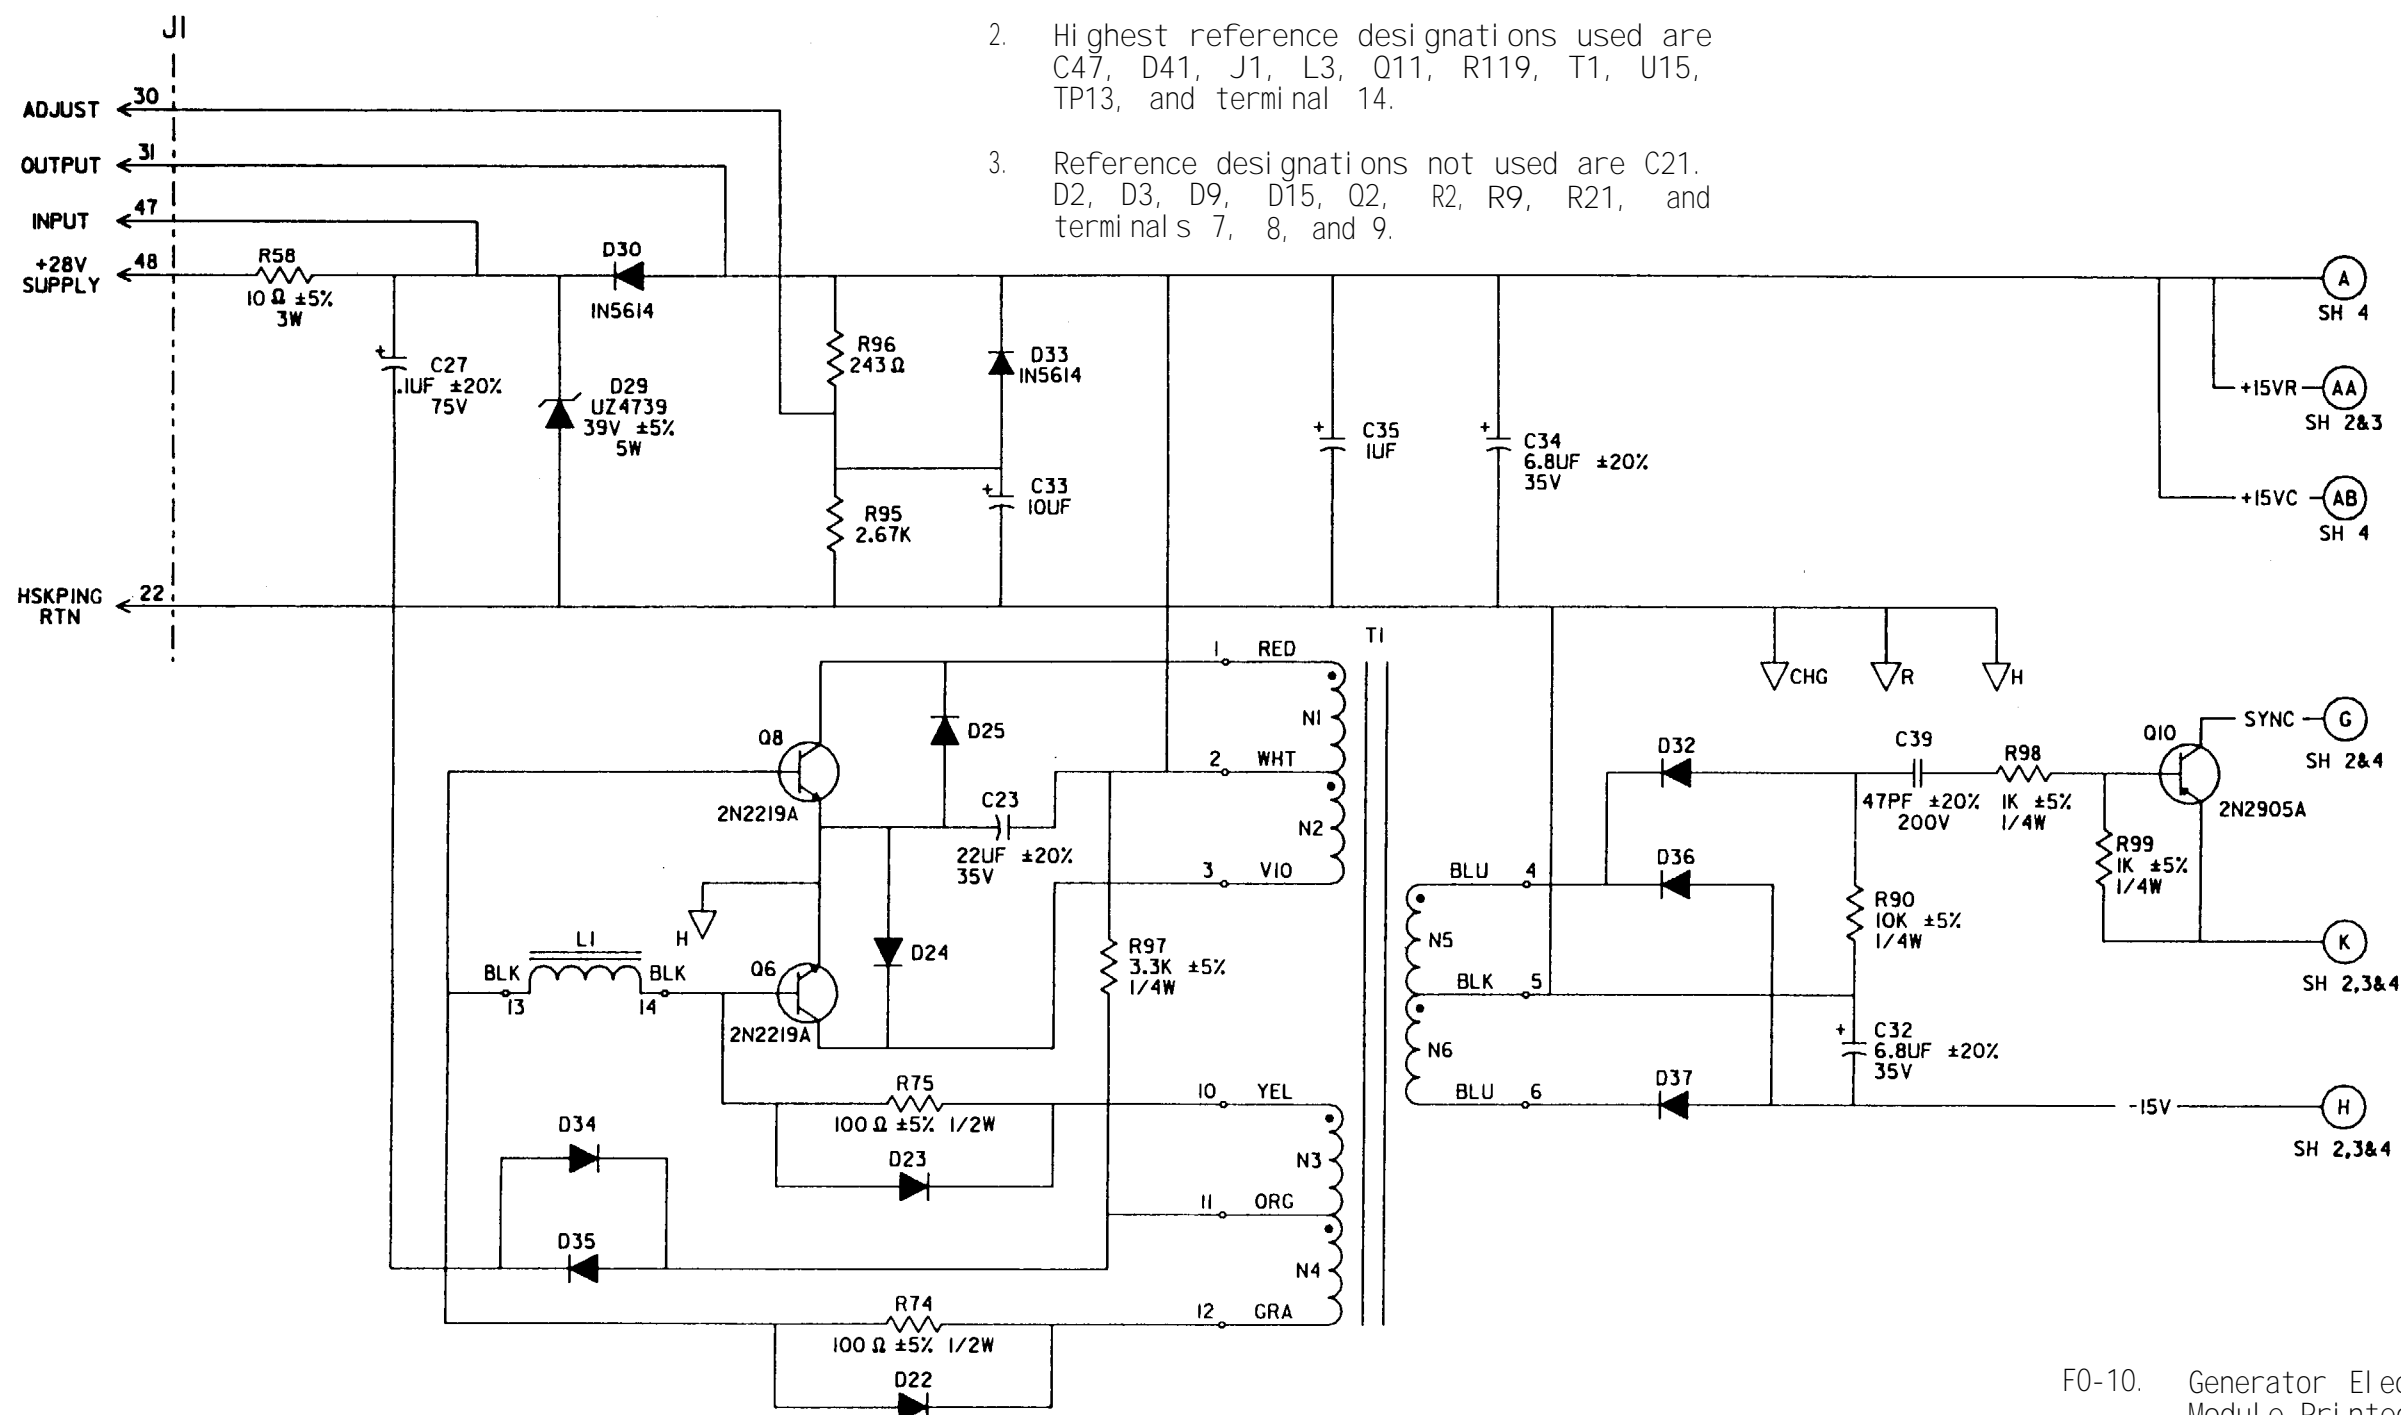 J1
2. Highest reference designations used are
C47, D41, J1, L3, Q11, R119, T1, U15,
TP13, and terminal 14.
3. Reference designations not used are C21.
D2, D3, D9, D15, Q2, R2, R9, R21, and
terminals 7, 8, and 9.
ADJUST 30
OUTPUT 31
INPUT 47
+28V
SUPPLY
48
R58
10 Ω ±5%
3W
D30
IN5614
A
SH 4
C27
.1UF ±20%
75V
D29
UZ4739
39V ±5%
5W
R96
243 Ω
D33
IN5614
+15VR
AA
SH 2&3
+
C35
1UF
+
C34
6.8UF ±20%
35V
+
+
C33
10UF
R95
2.67K
+15VC
AB
SH 4
HSKPING
RTN
22
T1
1 RED
CHG
R
H
N1
Q8
2N2219A
D25
2 WHT
C23
22UF ±20%
35V
N2
3 VIO
D32
C39
47PF ±20%
200V
R98
1K ±5%
1/4W
Q10
2N2905A
SYNC
G
SH 2&4
D36
BLU 4
R99
1K ±5%
1/4W
R90
10K ±5%
1/4W
K
SH 2,3&4
H
L1
BLK
13
BLK
14
Q6
2N2219A
D24
R97
3.3K ±5%
1/4W
N5
BLK 5
N6
+
C32
6.8UF ±20%
35V
BLU 6
D37
-15V
H
SH 2,3&4
R75
100 Ω ±5% 1/2W
10 YEL
D34
D23
N3
11 ORG
D35
N4
R74
100 Ω ±5% 1/2W
12 GRA
D22
FO-10. Generator Elec
Module Printed